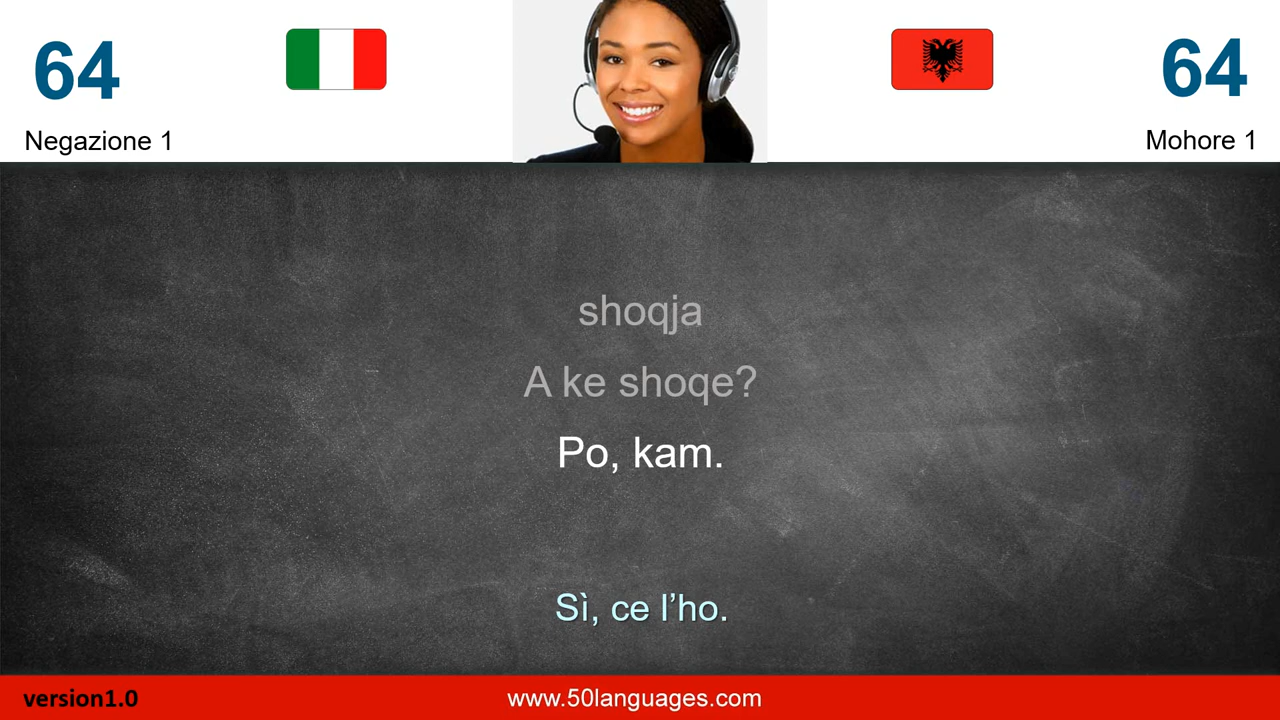 64
64
Negazione 1
Mohore 1
shoqja
A ke shoqe?
Po, kam.
Sì, ce l’ho.
version1.0
www.50languages.com